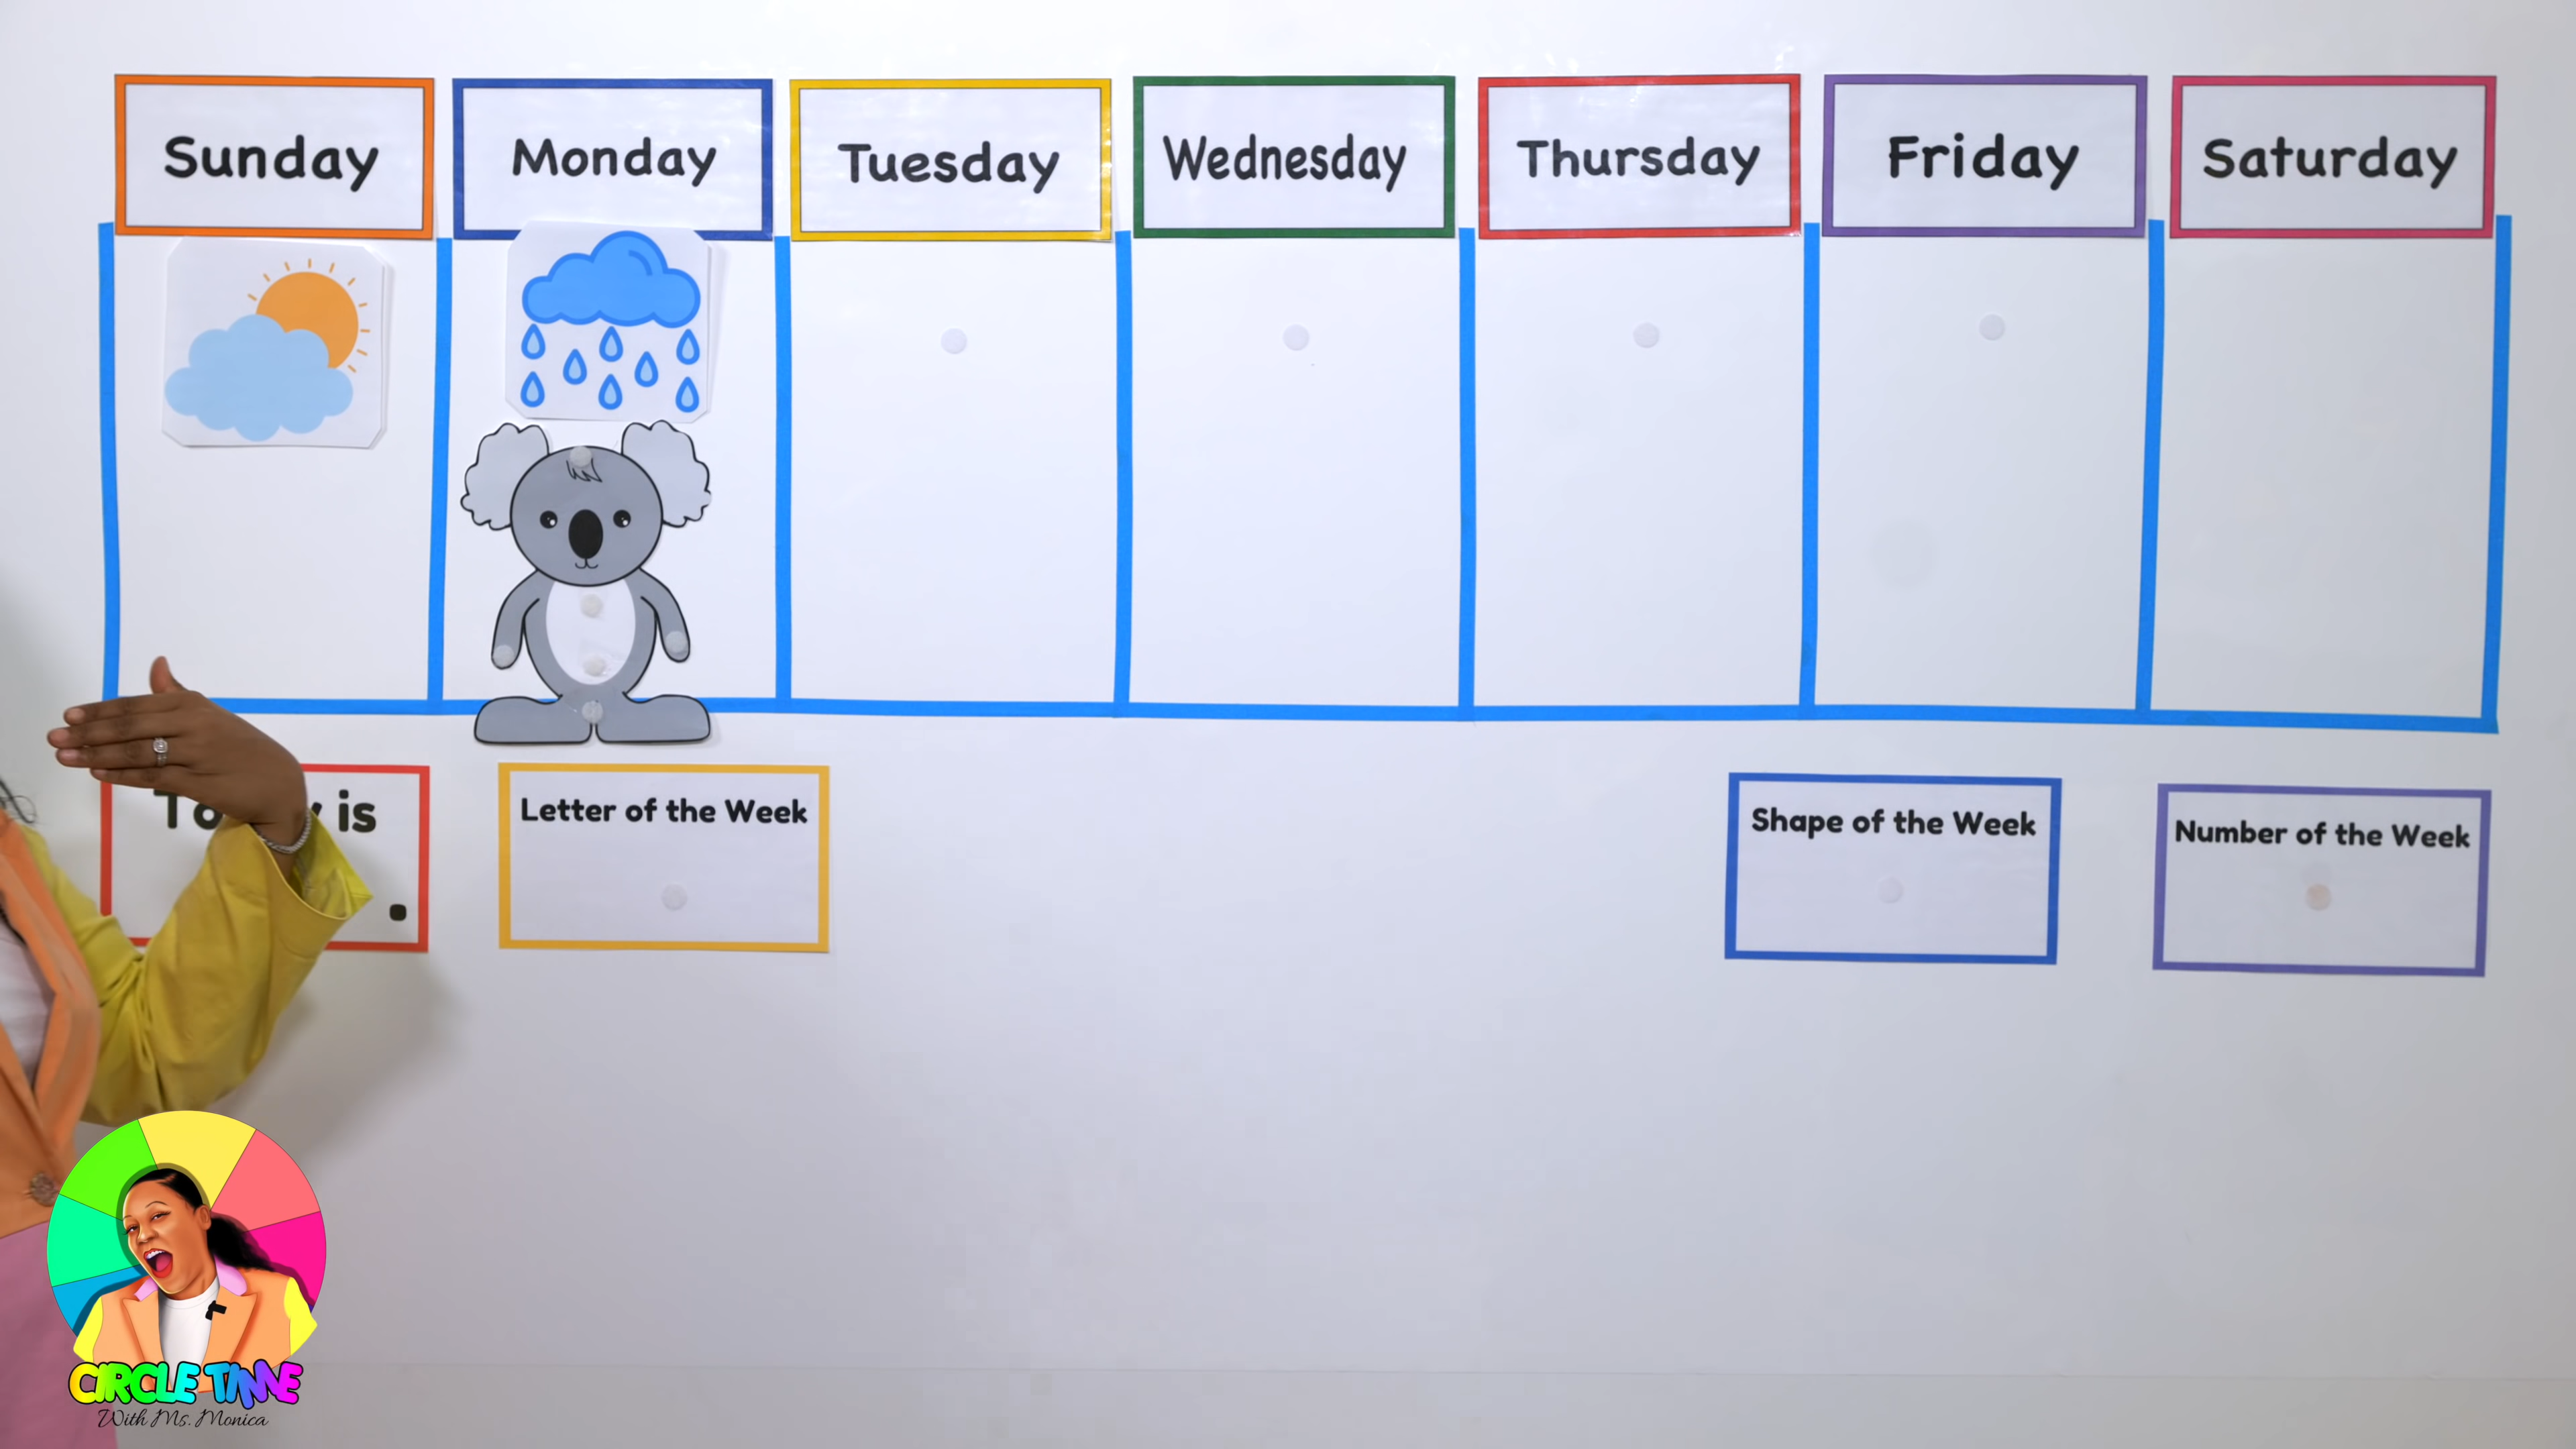 Sunday
Monday
Tuesday
Wednesday
Thursday
Friday
Saturday
is
.
Letter of the Week
Shape of the Week
Number of the Week
CIRCLE TIME
With Ms. Monica